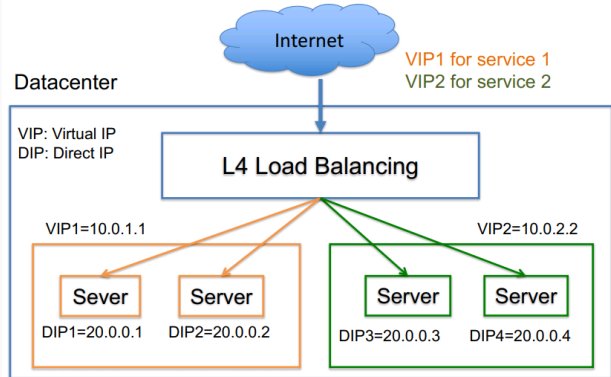 Internet
VIP1 for service 1
VIP2 for service 2
Datacenter
VIP: Virtual IP
DIP: Direct IP
L4 Load Balancing
VIP1=10.0.1.1
VIP2=10.0.2.2
Sever
Server
Server
Server
DIP1=20.0.0.1
DIP2=20.0.0.2
DIP3=20.0.0.3
DIP4=20.0.0.4